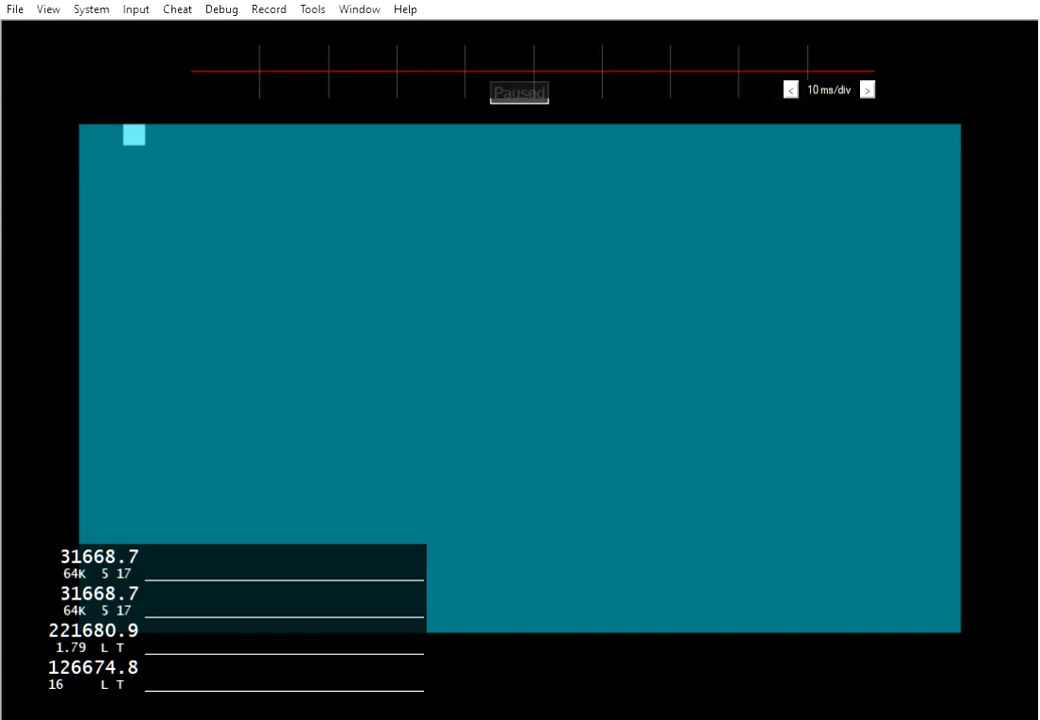 File View System Input Cheat Debug Record Tools Window Help
Paused
< 10 ms/div >
31668.7
64K 5 17
31668.7
64K 5 17
221680.9
1.79 L T
126674.8
16 L T